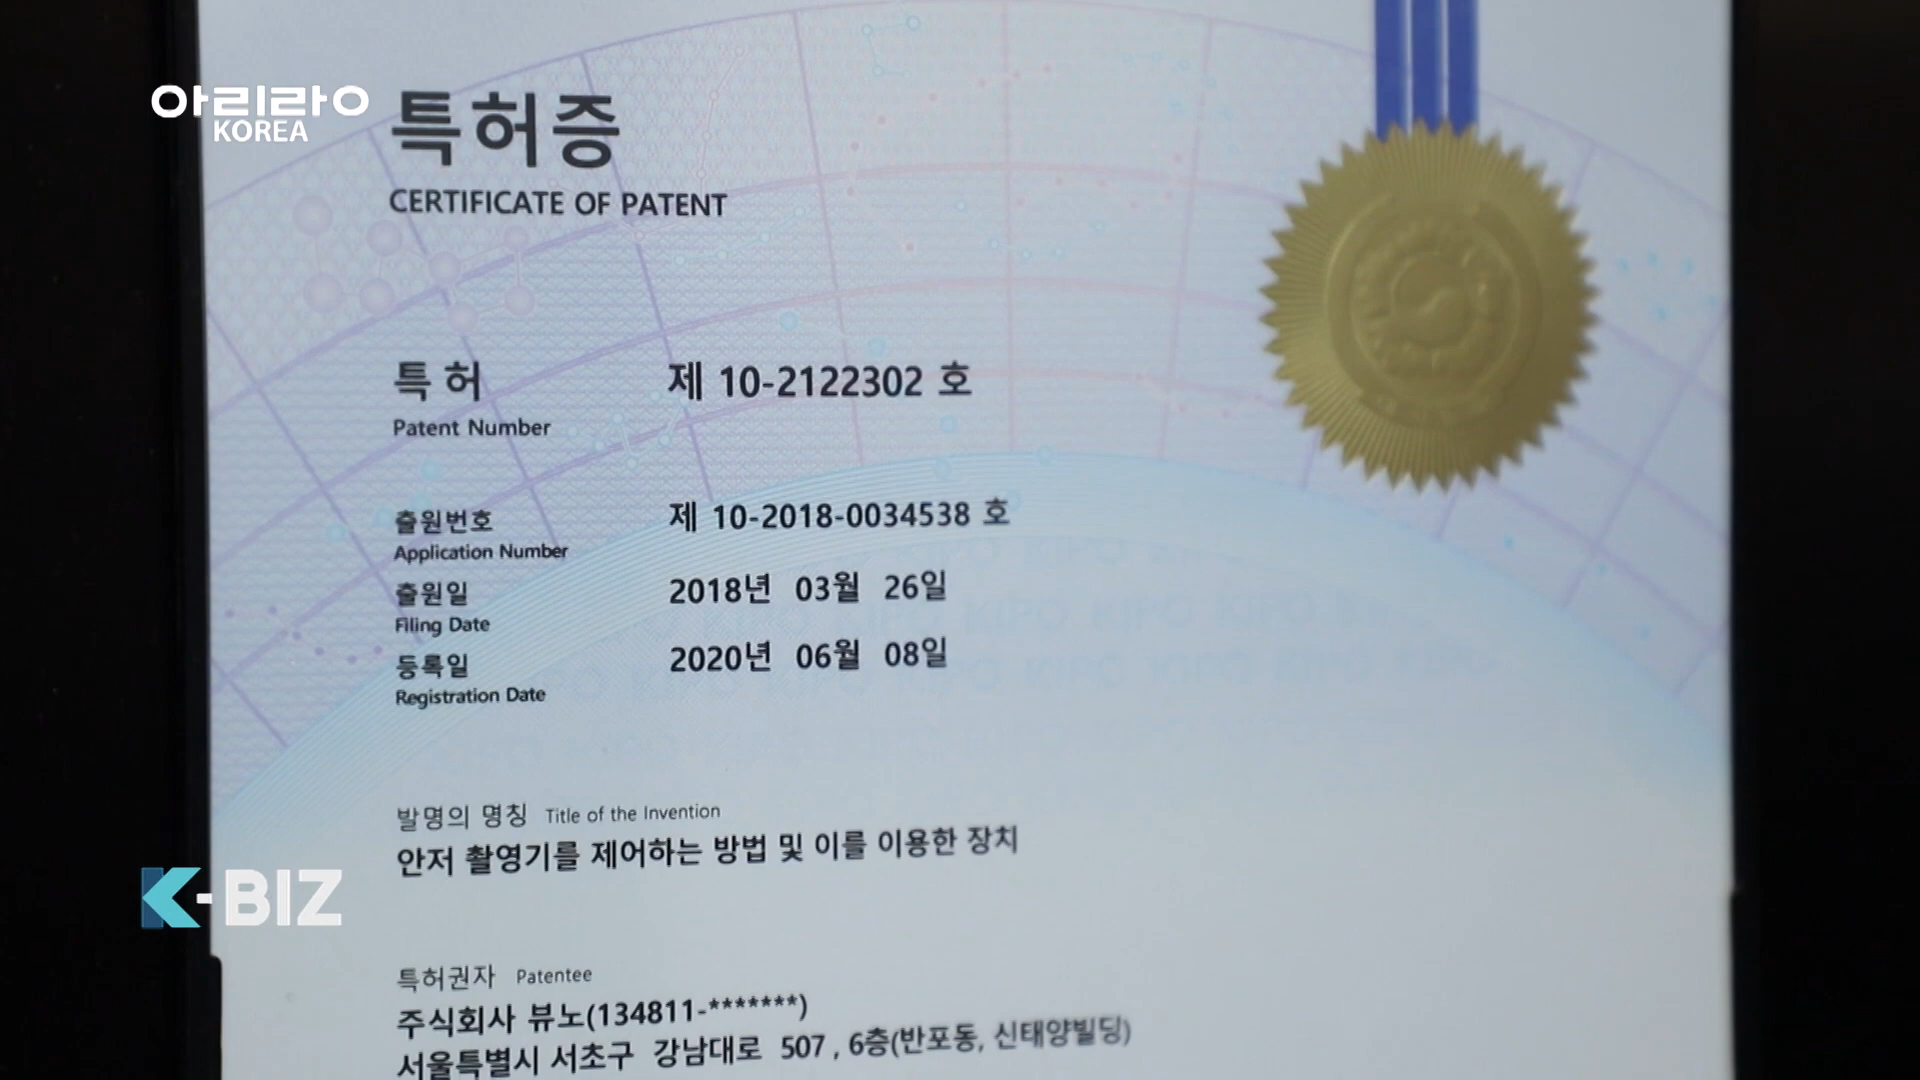 아리랑
KOREA
특허증
CERTIFICATE OF PATENT
특 허 제 10-2122302 호
Patent Number
출원번호 제 10-2018-0034538 호
Application Number
출원일 2018년 03월 26일
Filing Date
등록일 2020년 06월 08일
Registration Date
발명의 명칭 Title of the Invention
안저 촬영기를 제어하는 방법 및 이를 이용한 장치
K-BIZ
특허권자 Patentee
주식회사 뷰노(134811-*******)
서울특별시 서초구 강남대로 507 , 6층(반포동, 신태양빌딩)